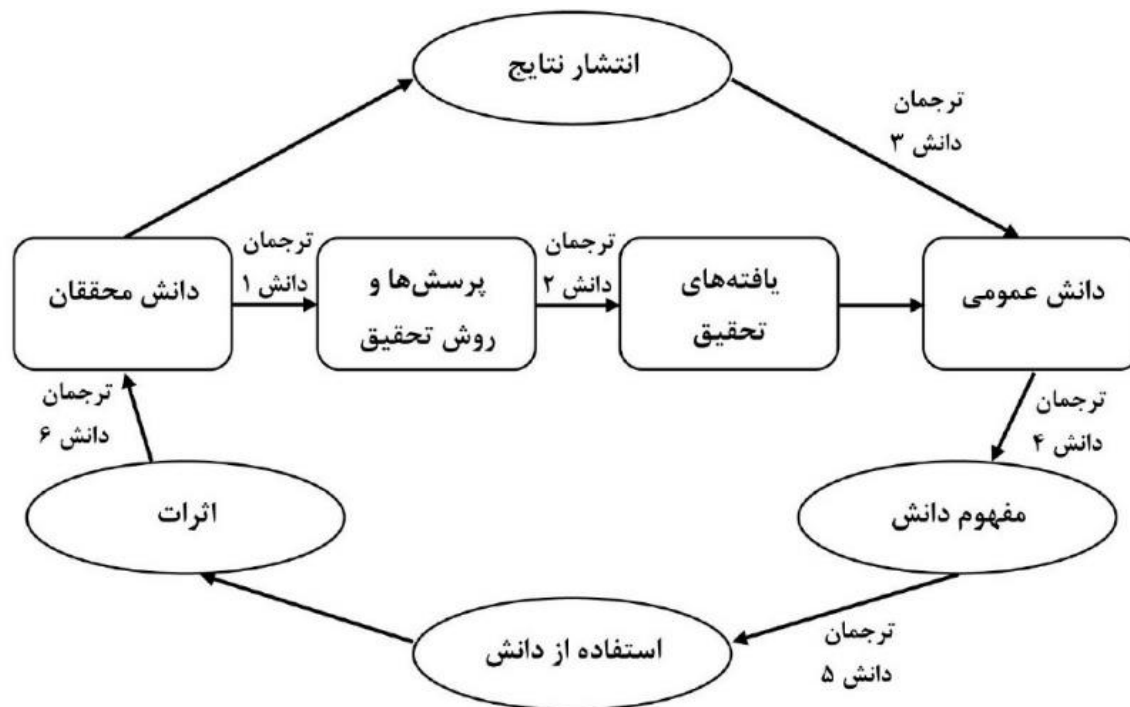 انتشار نتایج
ترجمان
دانش ۳
دانش عمومی
یافته‌های
تحقیق
ترجمان
دانش ۲
پرسش‌ها و
روش تحقیق
ترجمان
دانش ۱
دانش محققان
ترجمان
دانش ۴
ترجمان
دانش ۶
مفهوم دانش
اثرات
ترجمان
دانش ۵
استفاده از دانش